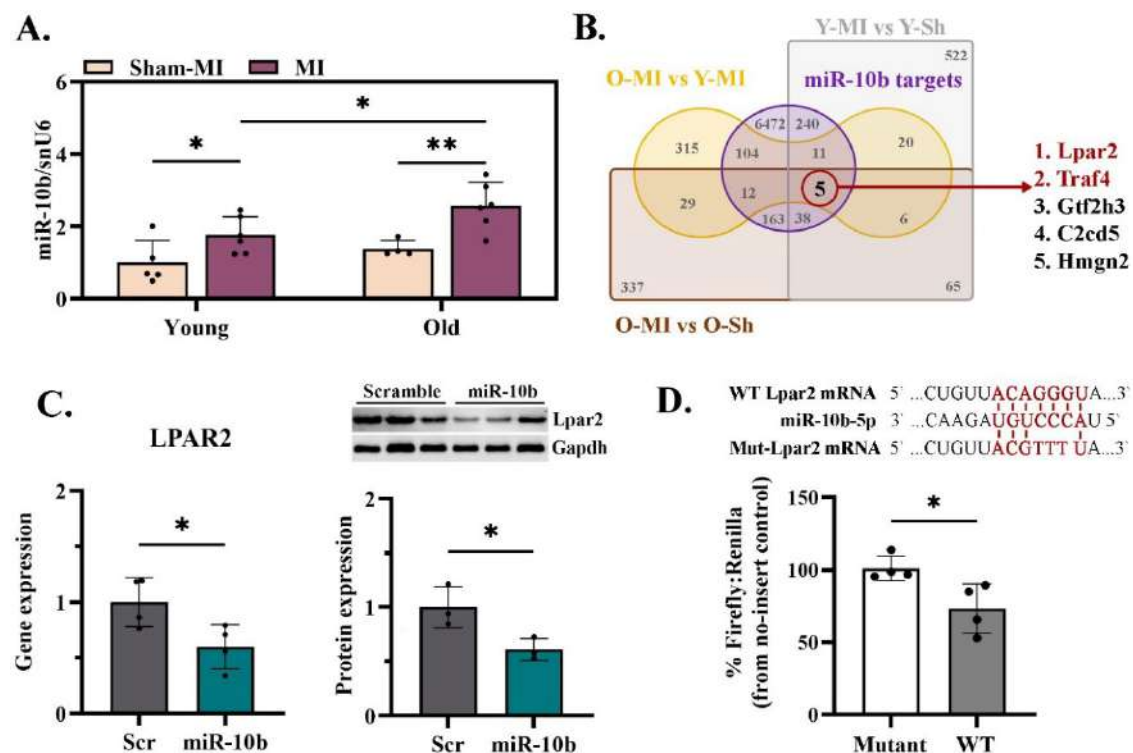 A.
Sham-MI MI
miR-10b/snU6
6
4
2
0
*
*
**
Young Old
B.
Y-MI vs Y-Sh
522
O-MI vs Y-MI
miR-10b targets
6472 240
315 104 11 20
29 12 5 6
163 38
337 65
O-MI vs O-Sh
1. Lpar2
2. Traf4
3. Gtf2h3
4. C2cd5
5. Hmgn2
C.
LPAR2
Gene expression
2
1
0
*
Scr miR-10b
Scramble miR-10b
Lpar2
Gapdh
Protein expression
2
1
0
*
Scr miR-10b
D.
WT Lpar2 mRNA 5` ...CUGUUACAGGGUA...3`
miR-10b-5p 3` ...CAAGAUGUCCCAU 5`
Mut-Lpar2 mRNA 5` ...CUGUUACGTTTUA...3`
% Firefly:Renilla
(from no-insert control)
150
100
50
0
*
Mutant WT